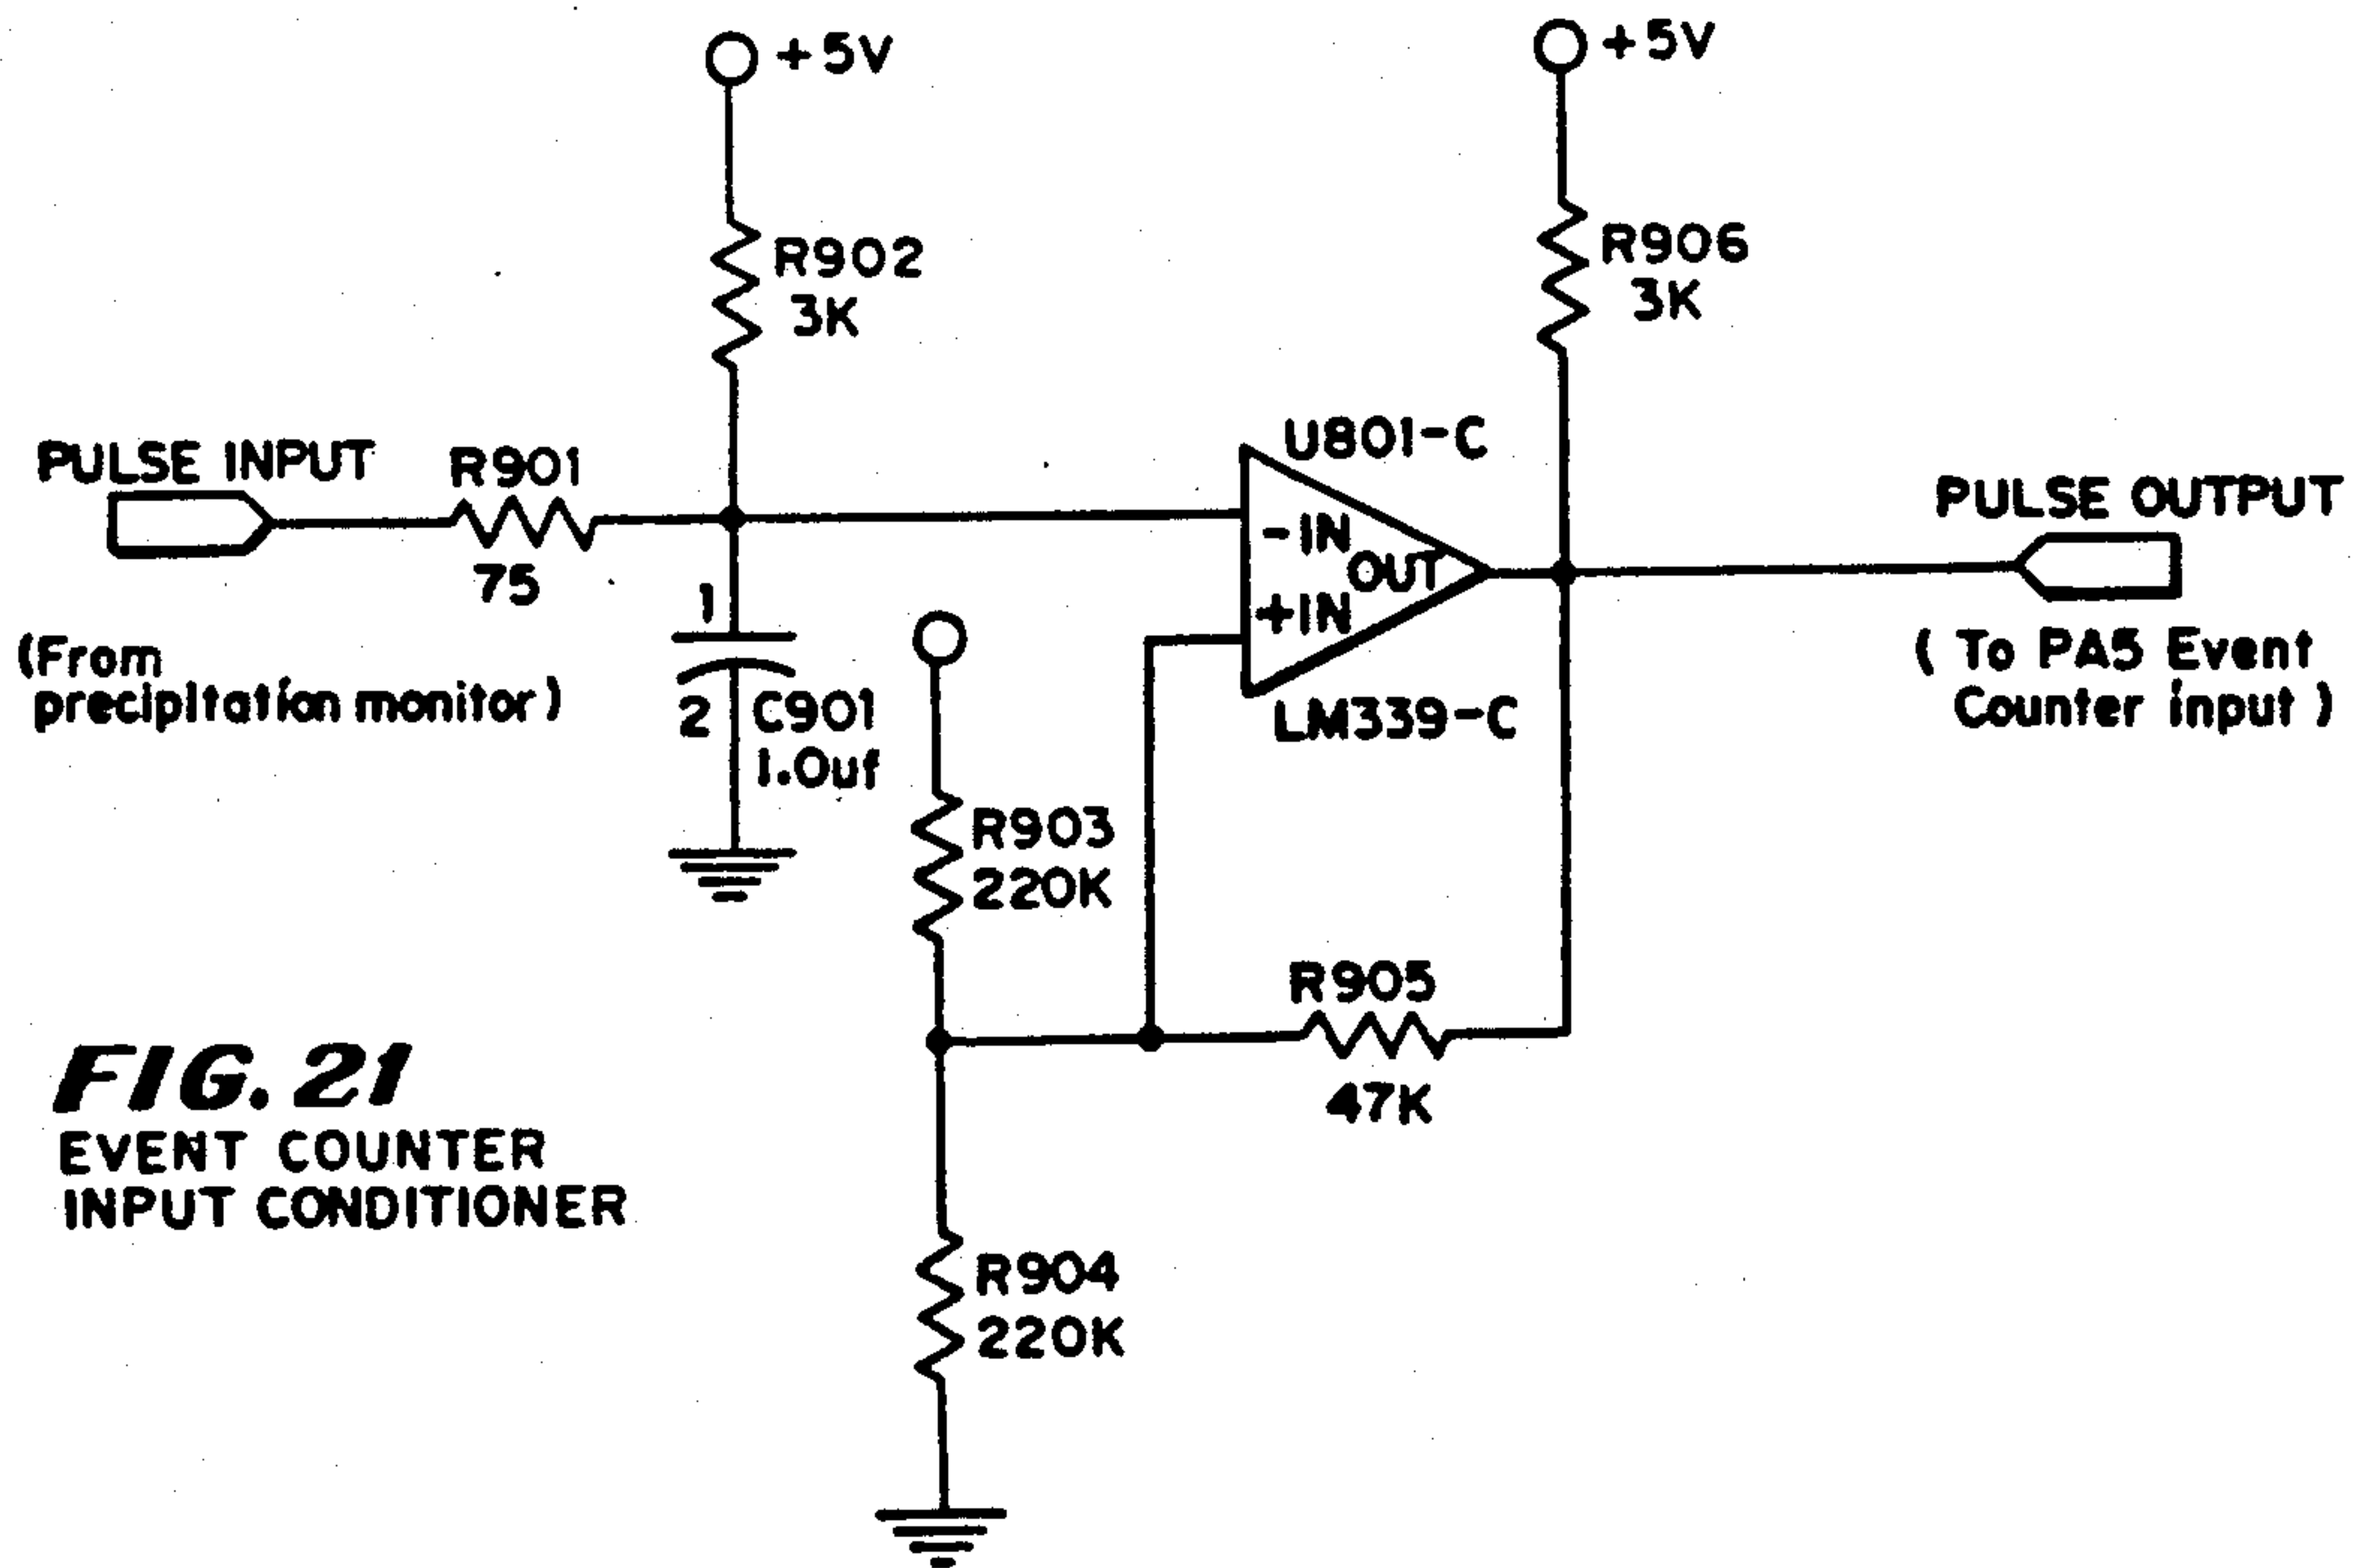 +5V
+5V
R902
3K
R906
3K
U801-C
PULSE INPUT
R901
75
(From
precipitation monitor)
-IN
OUT
+IN
LM339-C
PULSE OUTPUT
( To PA5 Event
Counter input )
1
2
C901
1.0uf
R903
220K
R905
47K
R904
220K
FIG. 21
EVENT COUNTER
INPUT CONDITIONER